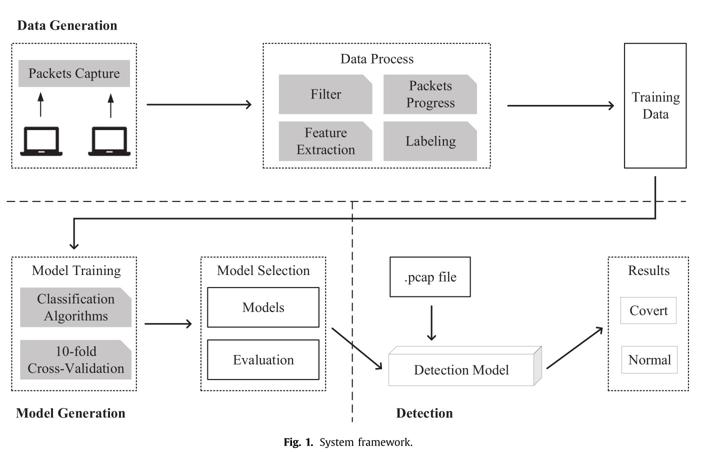 Data Generation
Packets Capture
Data Process
Filter
Packets
Progress
Feature
Extraction
Labeling
Training
Data
Model Training
Classification
Algorithms
10-fold
Cross-Validation
Model Selection
Models
Evaluation
.pcap file
Detection Model
Results
Covert
Normal
Model Generation
Detection
Fig. 1. System framework.